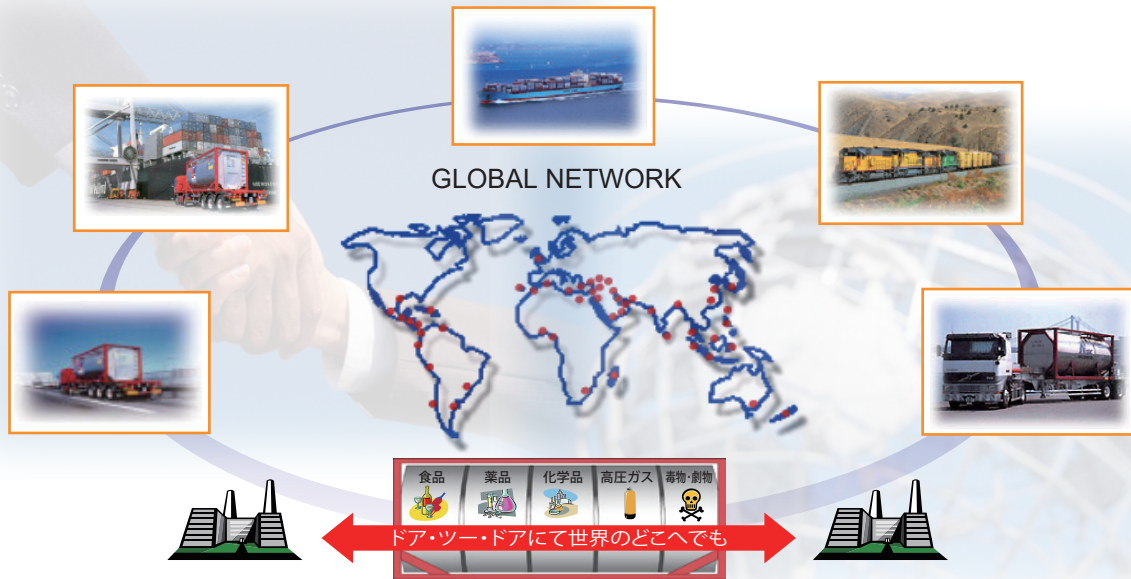 GLOBAL NETWORK
食品
薬品
化学品
高圧ガス
毒物・劇物
ドア・ツー・ドアにて世界のどこへでも